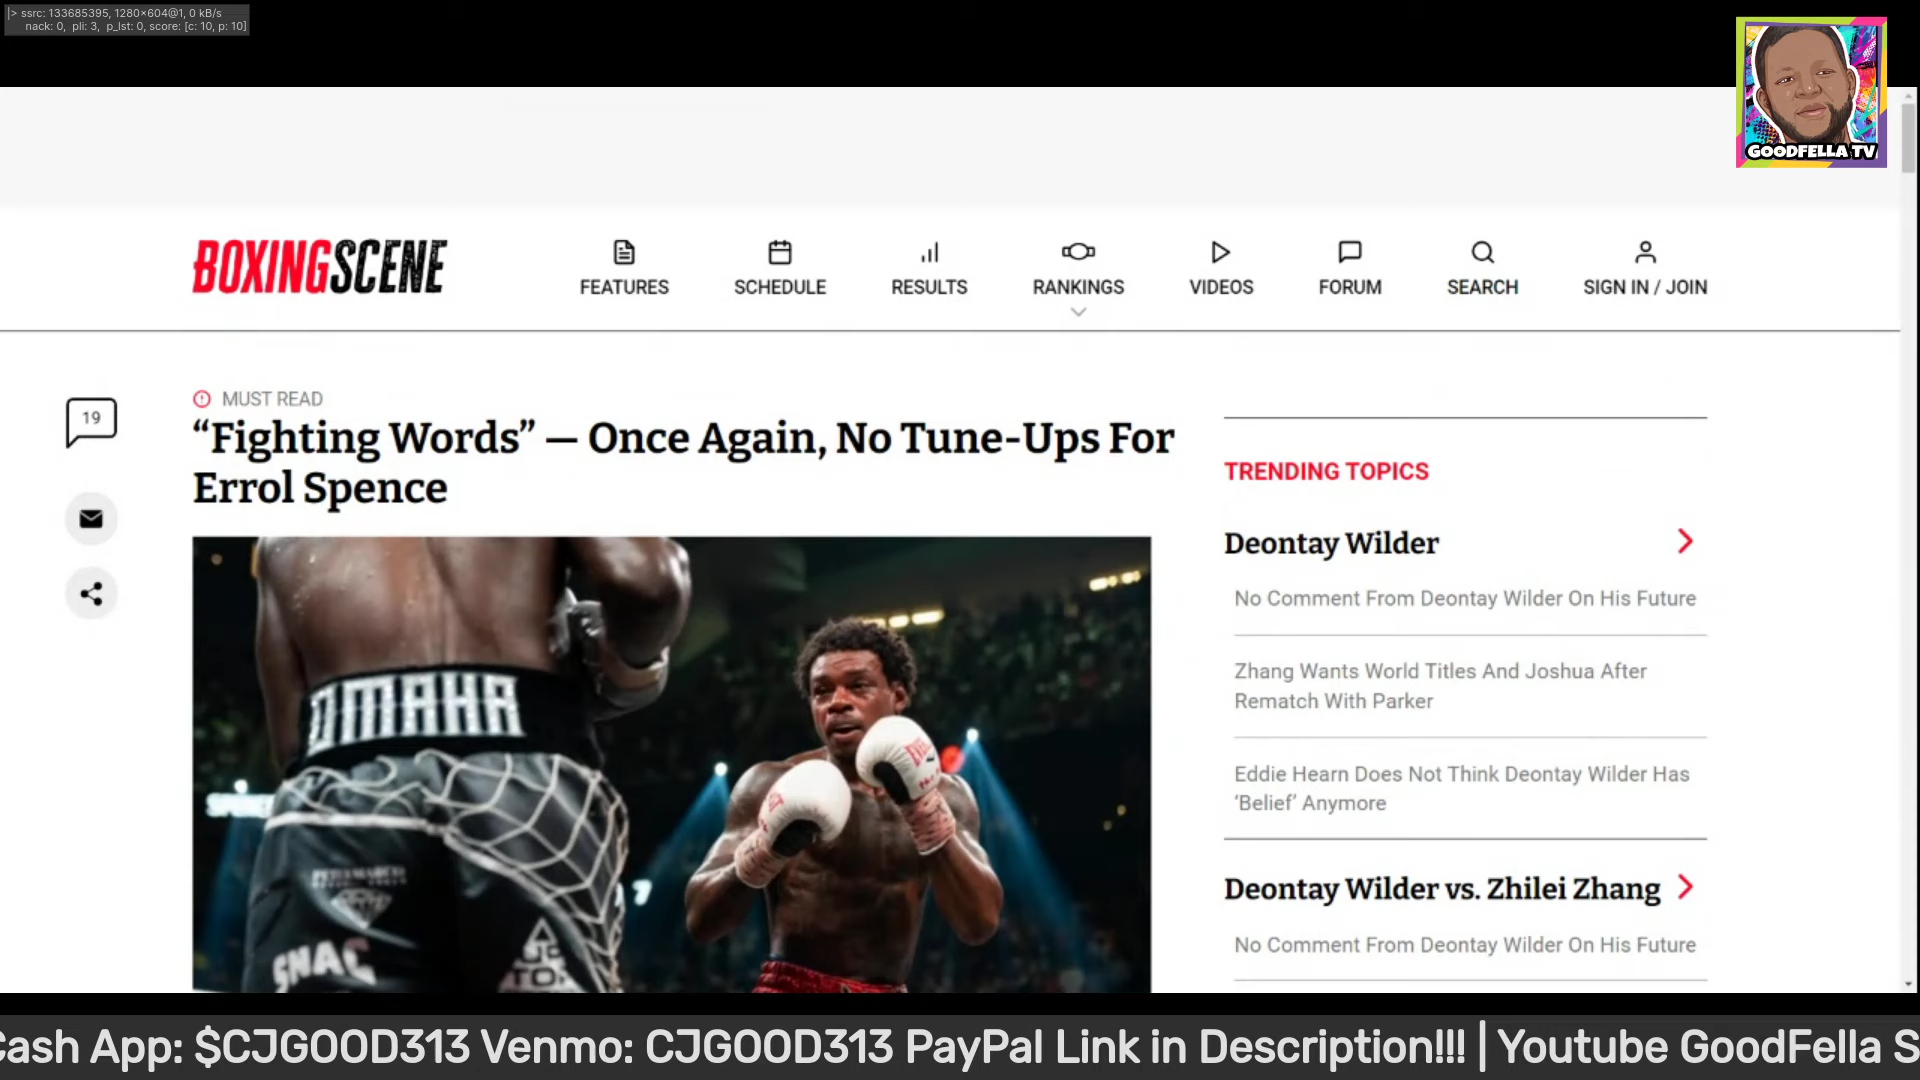 |> ssrc: 133685395, 1280×604@1, 0 kB/s
nack: 0, pli: 3, p_lst: 0, score: [c: 10, p: 10]
GOODFELLA TV
BOXINGSCENE
FEATURES
SCHEDULE
RESULTS
RANKINGS
VIDEOS
FORUM
SEARCH
SIGN IN / JOIN
19
MUST READ
“Fighting Words” — Once Again, No Tune-Ups For
Errol Spence
OMAHA
SNAC
TRENDING TOPICS
Deontay Wilder
No Comment From Deontay Wilder On His Future
Zhang Wants World Titles And Joshua After
Rematch With Parker
Eddie Hearn Does Not Think Deontay Wilder Has
‘Belief’ Anymore
Deontay Wilder vs. Zhilei Zhang
No Comment From Deontay Wilder On His Future
Cash App: $CJGOOD313 Venmo: CJGOOD313 PayPal Link in Description!!! | Youtube GoodFella S